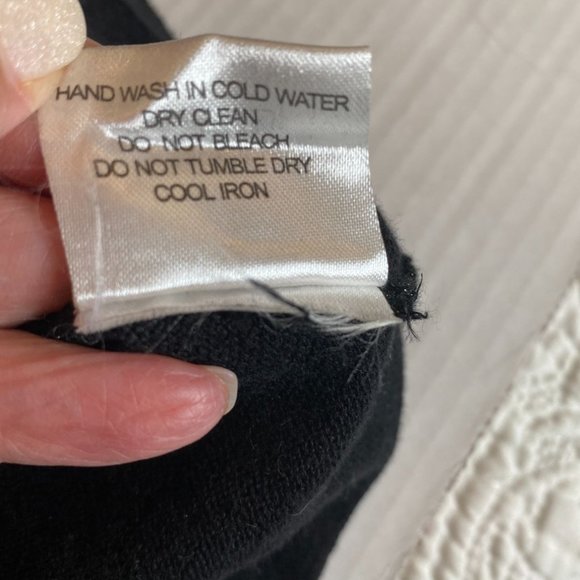 HAND WASH IN COLD WATER
DRY CLEAN
DO NOT BLEACH
DO NOT TUMBLE DRY
COOL IRON